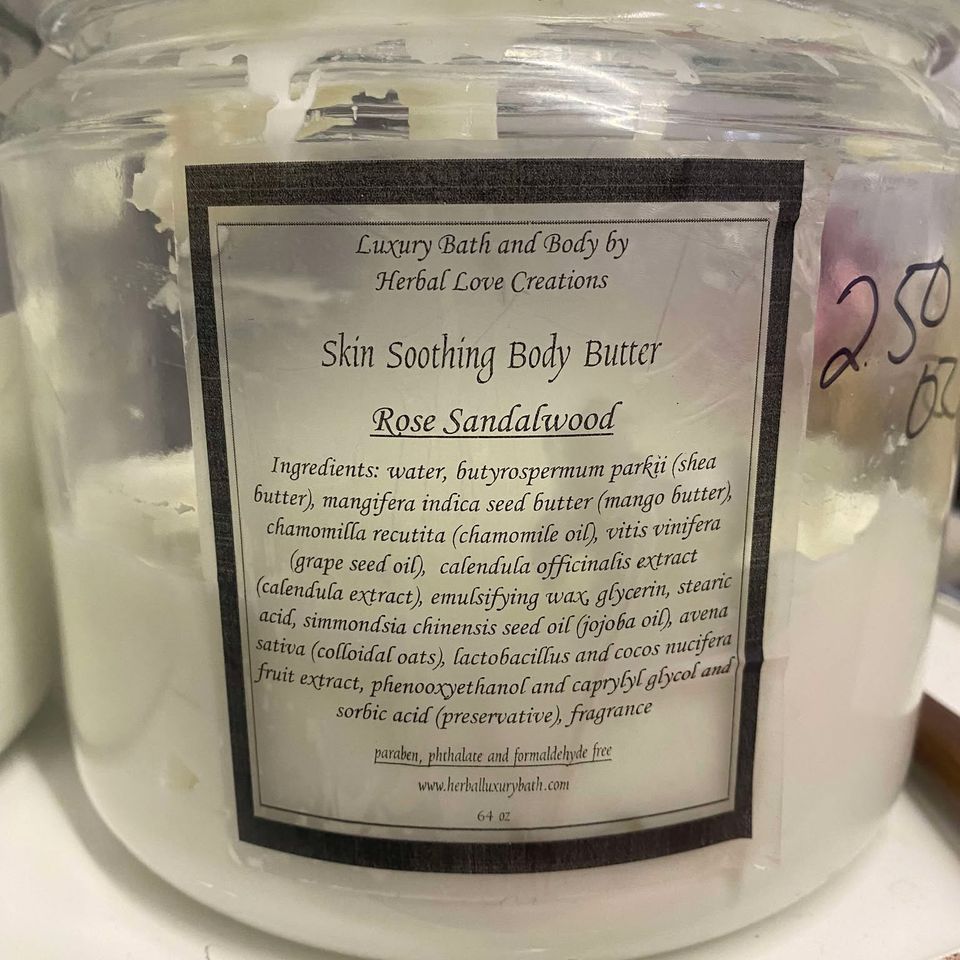 Luxury Bath and Body by
Herbal Love Creations
Skin Soothing Body Butter
Rose Sandalwood
Ingredients: water, butyrospermum parkii (shea
butter), mangifera indica seed butter (mango butter),
chamomilla recutita (chamomile oil), vitis vinifera
(grape seed oil), calendula officinalis extract
(calendula extract), emulsifying wax, glycerin, stearic
acid, simmondsia chinensis seed oil (jojoba oil), avena
sativa (colloidal oats), lactobacillus and cocos nucifera
fruit extract, phenooxyethanol and caprylyl glycol and
sorbic acid (preservative), fragrance
paraben, phthalate and formaldehyde free
www.herballuxurybath.com
64 oz
2.50
oz